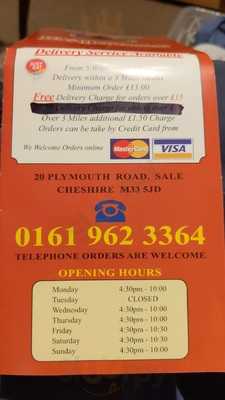 Delivery Service Available
From 5
Delivery within a 3 Miles
Minimum Order £13.00
Free Delivery Charge for orders over £15
Over 3 Miles additional £1.50 Charge
Orders can be take by Credit Card from
We Welcome Orders online
MasterCard
VISA
20 PLYMOUTH ROAD, SALE
CHESHIRE M33 5JD
0161 962 3364
TELEPHONE ORDERS ARE WELCOME
OPENING HOURS
Monday 4:30pm - 10:00
Tuesday CLOSED
Wednesday 4:30pm - 10:00
Thursday 4:30pm - 10:00
Friday 4:30pm - 10:30
Saturday 4:30pm - 10:30
Sunday 4:30pm - 10:00